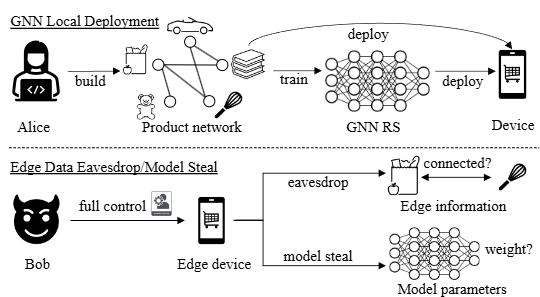 GNN Local Deployment
deploy
build
train
deploy
Alice
Product network
GNN RS
Device
Edge Data Eavesdrop/Model Steal
connected?
full control
eavesdrop
Edge information
model steal
weight?
Bob
Edge device
Model parameters